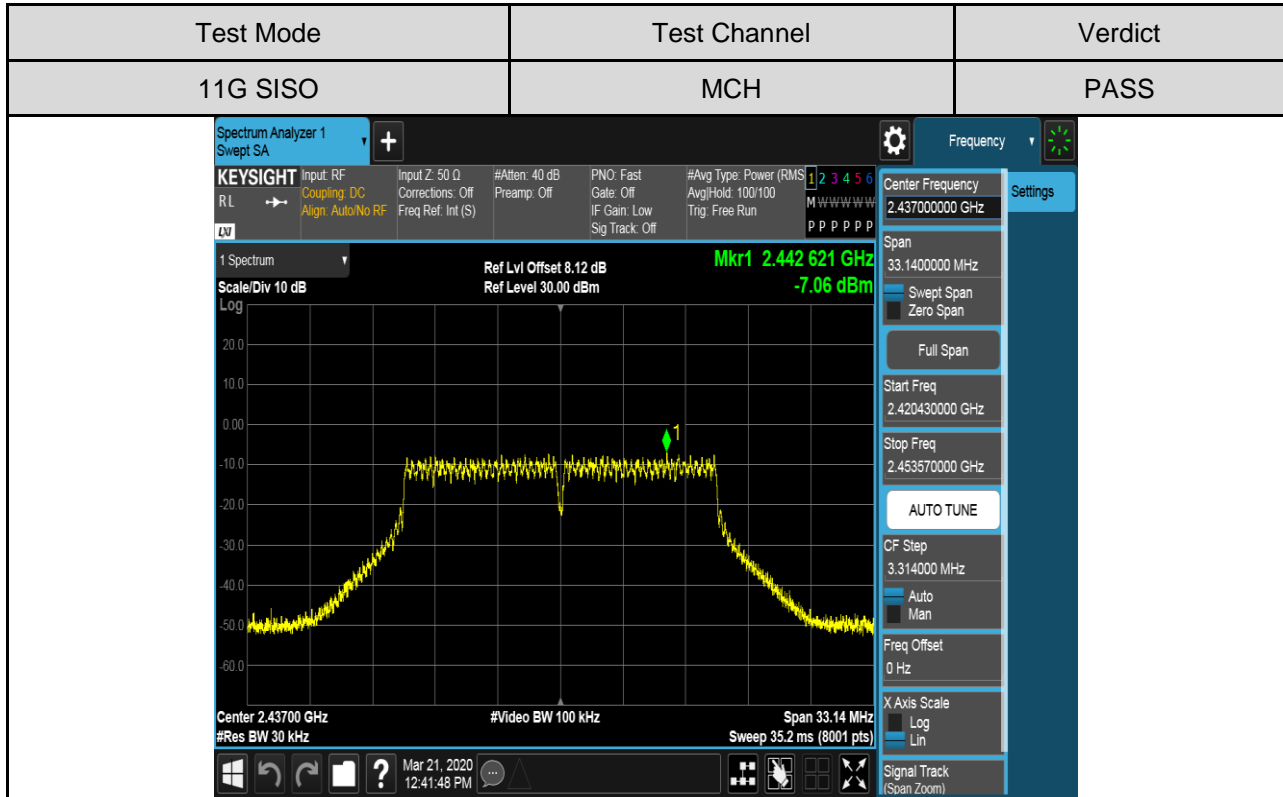 Test Mode Test Channel Verdict
11G SISO MCH PASS
Spectrum Analyzer 1
Swept SA
+
Frequency
KEYSIGHT
RL
LXI
Input: RF
Coupling: DC
Align: Auto/No RF
Input Z: 50 Ω
Corrections: Off
Freq Ref: Int (S)
#Atten: 40 dB
Preamp: Off
PNO: Fast
Gate: Off
IF Gain: Low
Sig Track: Off
#Avg Type: Power (RMS
Avg|Hold: 100/100
Trig: Free Run
1 2 3 4 5 6
M W W W W W
P P P P P P
1 Spectrum
Scale/Div 10 dB
Log
Ref Lvl Offset 8.12 dB
Ref Level 30.00 dBm
Mkr1 2.442 621 GHz
-7.06 dBm
20.0
10.0
0.00
-10.0
-20.0
-30.0
-40.0
-50.0
-60.0
1
Center 2.43700 GHz
#Res BW 30 kHz
#Video BW 100 kHz
Span 33.14 MHz
Sweep 35.2 ms (8001 pts)
Center Frequency
2.437000000 GHz
Settings
Span
33.1400000 MHz
Swept Span
Zero Span
Full Span
Start Freq
2.420430000 GHz
Stop Freq
2.453570000 GHz
AUTO TUNE
CF Step
3.314000 MHz
Auto
Man
Freq Offset
0 Hz
X Axis Scale
Log
Lin
Signal Track
(Span Zoom)
?
Mar 21, 2020
12:41:48 PM